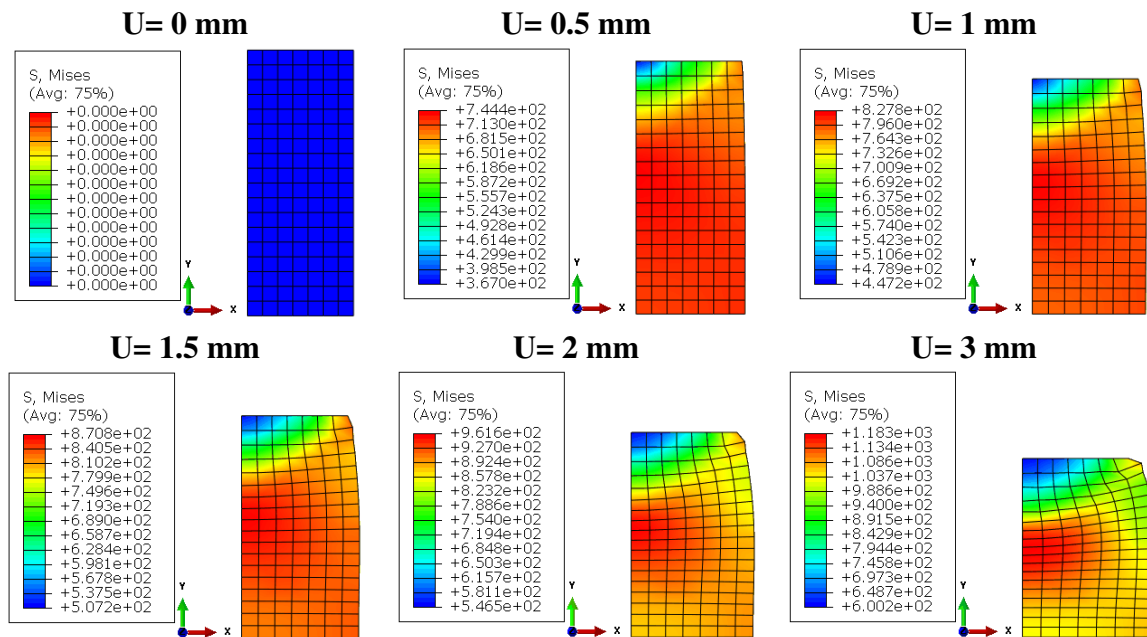 U= 0 mm
S, Mises
(Avg: 75%)
+0.000e+00
+0.000e+00
+0.000e+00
+0.000e+00
+0.000e+00
+0.000e+00
+0.000e+00
+0.000e+00
+0.000e+00
+0.000e+00
+0.000e+00
+0.000e+00
+0.000e+00
Y
X
U= 0.5 mm
S, Mises
(Avg: 75%)
+7.444e+02
+7.130e+02
+6.815e+02
+6.501e+02
+6.186e+02
+5.872e+02
+5.557e+02
+5.243e+02
+4.928e+02
+4.614e+02
+4.299e+02
+3.985e+02
+3.670e+02
Y
X
U= 1 mm
S, Mises
(Avg: 75%)
+8.278e+02
+7.960e+02
+7.643e+02
+7.326e+02
+7.009e+02
+6.692e+02
+6.375e+02
+6.058e+02
+5.740e+02
+5.423e+02
+5.106e+02
+4.789e+02
+4.472e+02
Y
X
U= 1.5 mm
S, Mises
(Avg: 75%)
+8.708e+02
+8.405e+02
+8.102e+02
+7.799e+02
+7.496e+02
+7.193e+02
+6.890e+02
+6.587e+02
+6.284e+02
+5.981e+02
+5.678e+02
+5.375e+02
+5.072e+02
Y
X
U= 2 mm
S, Mises
(Avg: 75%)
+9.616e+02
+9.270e+02
+8.924e+02
+8.578e+02
+8.232e+02
+7.886e+02
+7.540e+02
+7.194e+02
+6.848e+02
+6.503e+02
+6.157e+02
+5.811e+02
+5.465e+02
Y
X
U= 3 mm
S, Mises
(Avg: 75%)
+1.183e+03
+1.134e+03
+1.086e+03
+1.037e+03
+9.886e+02
+9.400e+02
+8.915e+02
+8.429e+02
+7.944e+02
+7.458e+02
+6.973e+02
+6.487e+02
+6.002e+02
Y
X